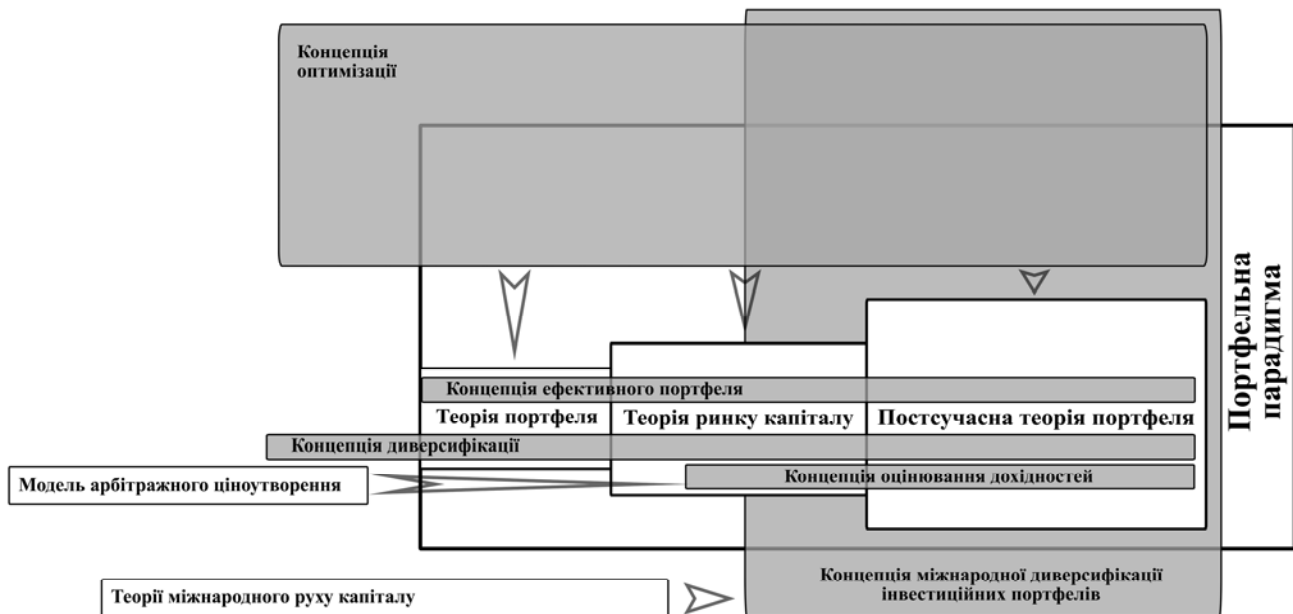 Концепція
оптимізації
Портфельна
парадигма
Концепція ефективного портфеля
Теорія портфеля
Теорія ринку капіталу
Постсучасна теорія портфеля
Концепція диверсифікації
Концепція оцінювання дохідностей
Модель арбітражного ціноутворення
Концепція міжнародної диверсифікації
інвестиційних портфелів
Теорії міжнародного руху капіталу